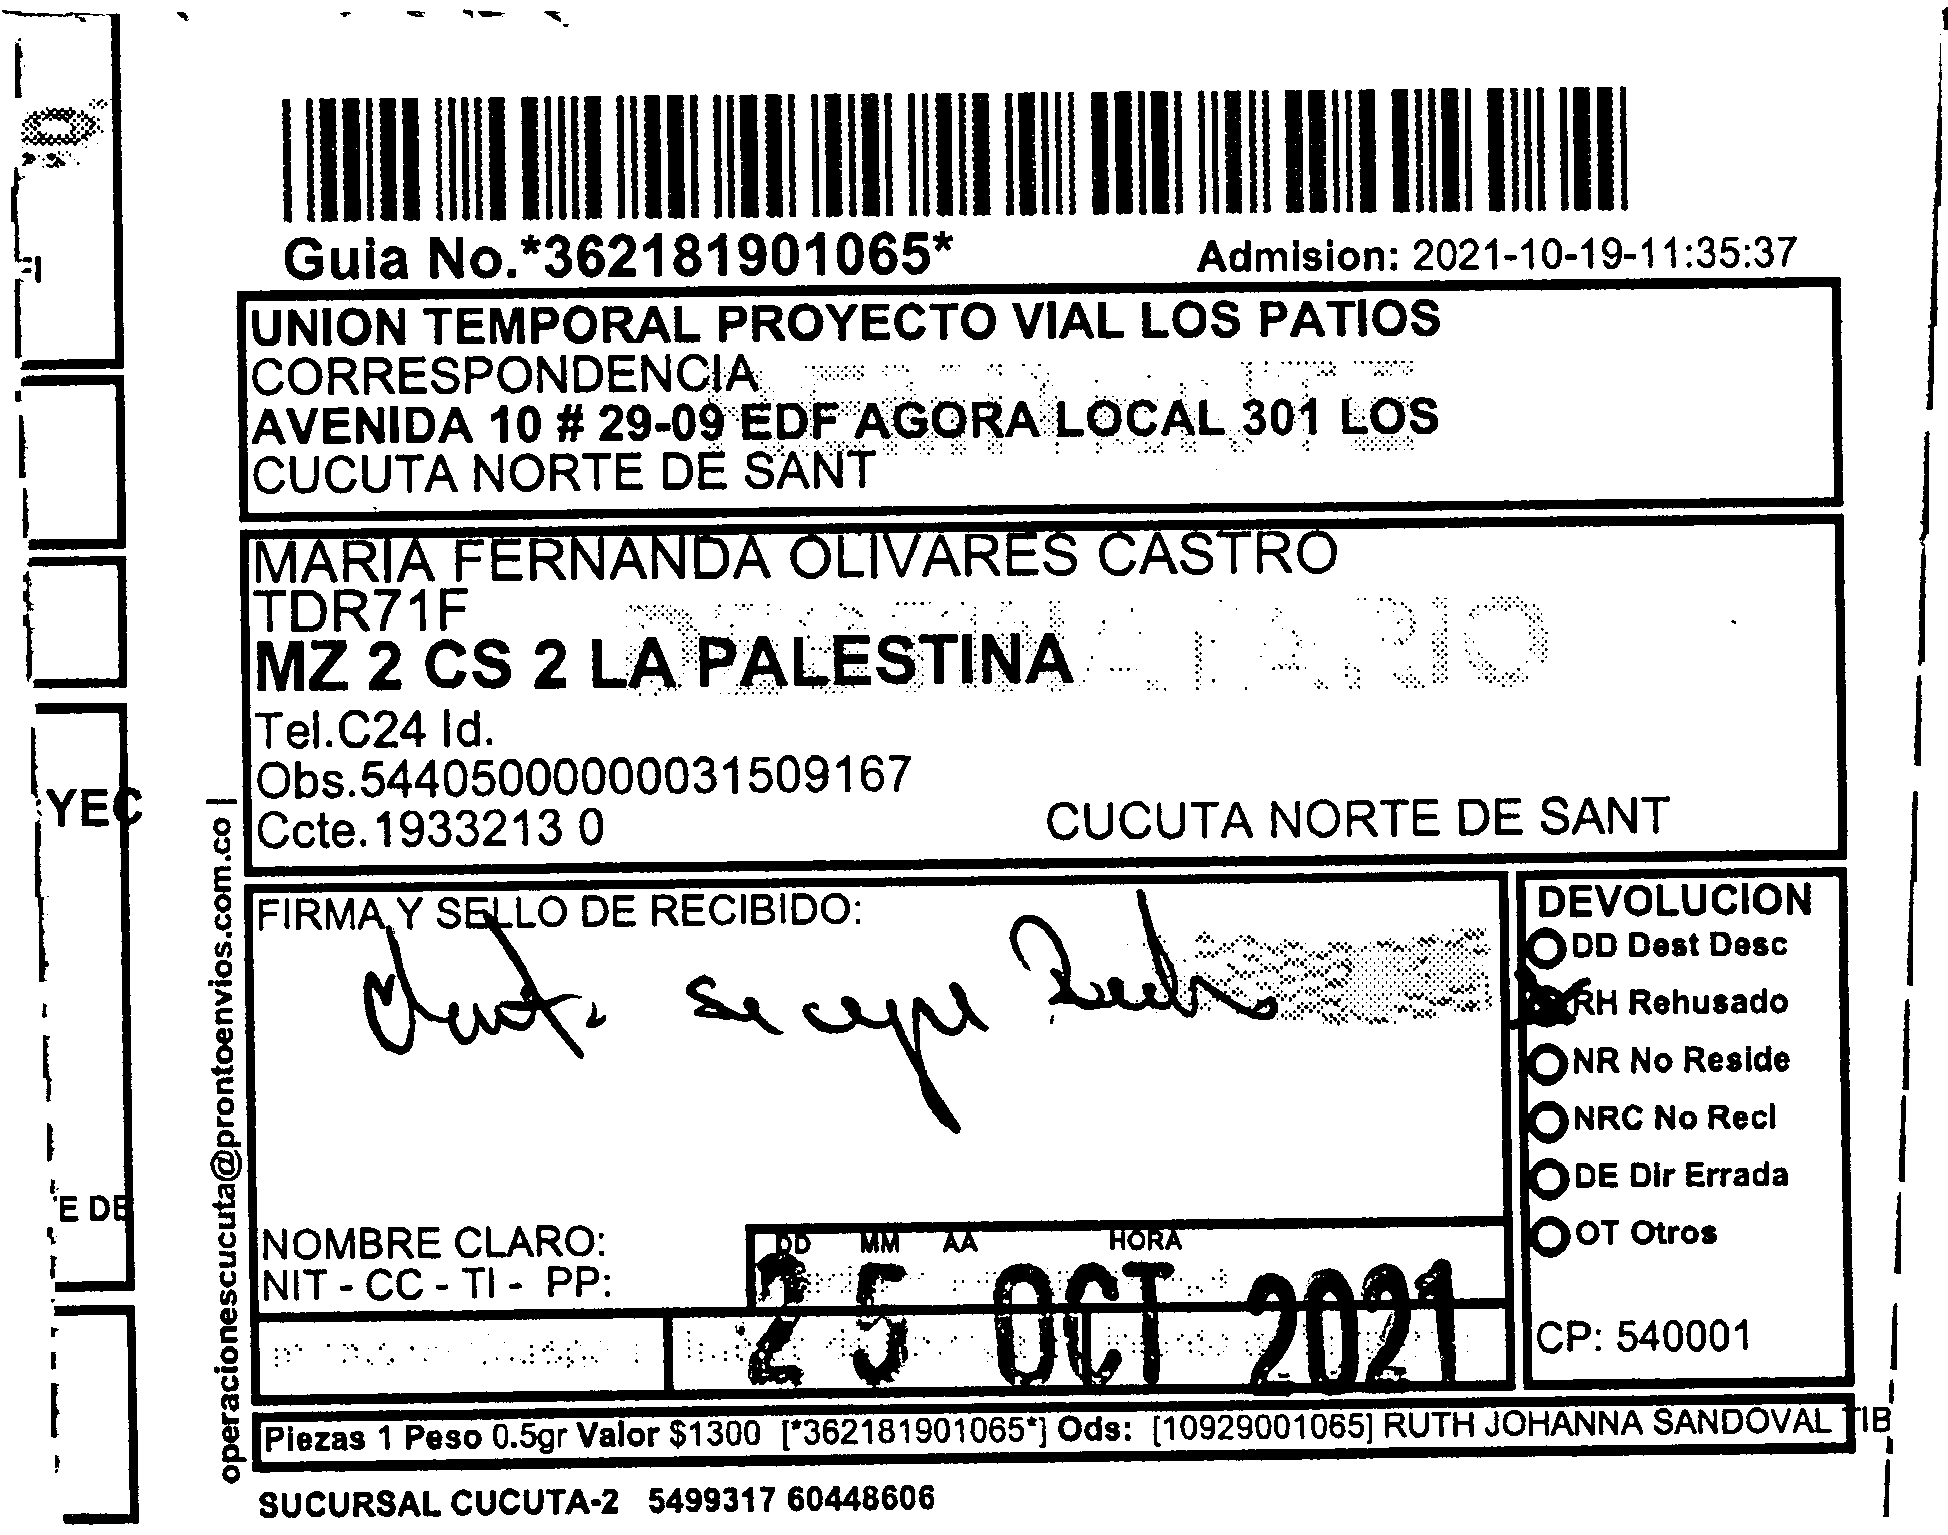 Guia No.*362181901065*
Admision: 2021-10-19-11:35:37
UNION TEMPORAL PROYECTO VIAL LOS PATIOS
CORRESPONDENCIA
AVENIDA 10 # 29-09 EDF AGORA LOCAL 301 LOS
CUCUTA NORTE DE SANT
MARIA FERNANDA OLIVARES CASTRO
TDR71F
DESTINATARIO
MZ 2 CS 2 LA PALESTINA
Tel.C24 Id.
Obs.544050000000031509167
Ccte.1933213 0
CUCUTA NORTE DE SANT
YEC
E DE
operacionescucuta@prontoenvios.com.co |
FIRMA Y SELLO DE RECIBIDO:
NOMBRE CLARO:
NIT - CC - TI - PP:
DD MM AA HORA
25 OCT 2021
DEVOLUCION
DD Dest Desc
RH Rehusado
NR No Reside
NRC No Recl
DE Dir Errada
OT Otros
CP: 540001
Piezas 1 Peso 0.5gr Valor $1300 [*362181901065*] Ods: [10929001065] RUTH JOHANNA SANDOVAL TIB
SUCURSAL CUCUTA-2 5499317 60448606